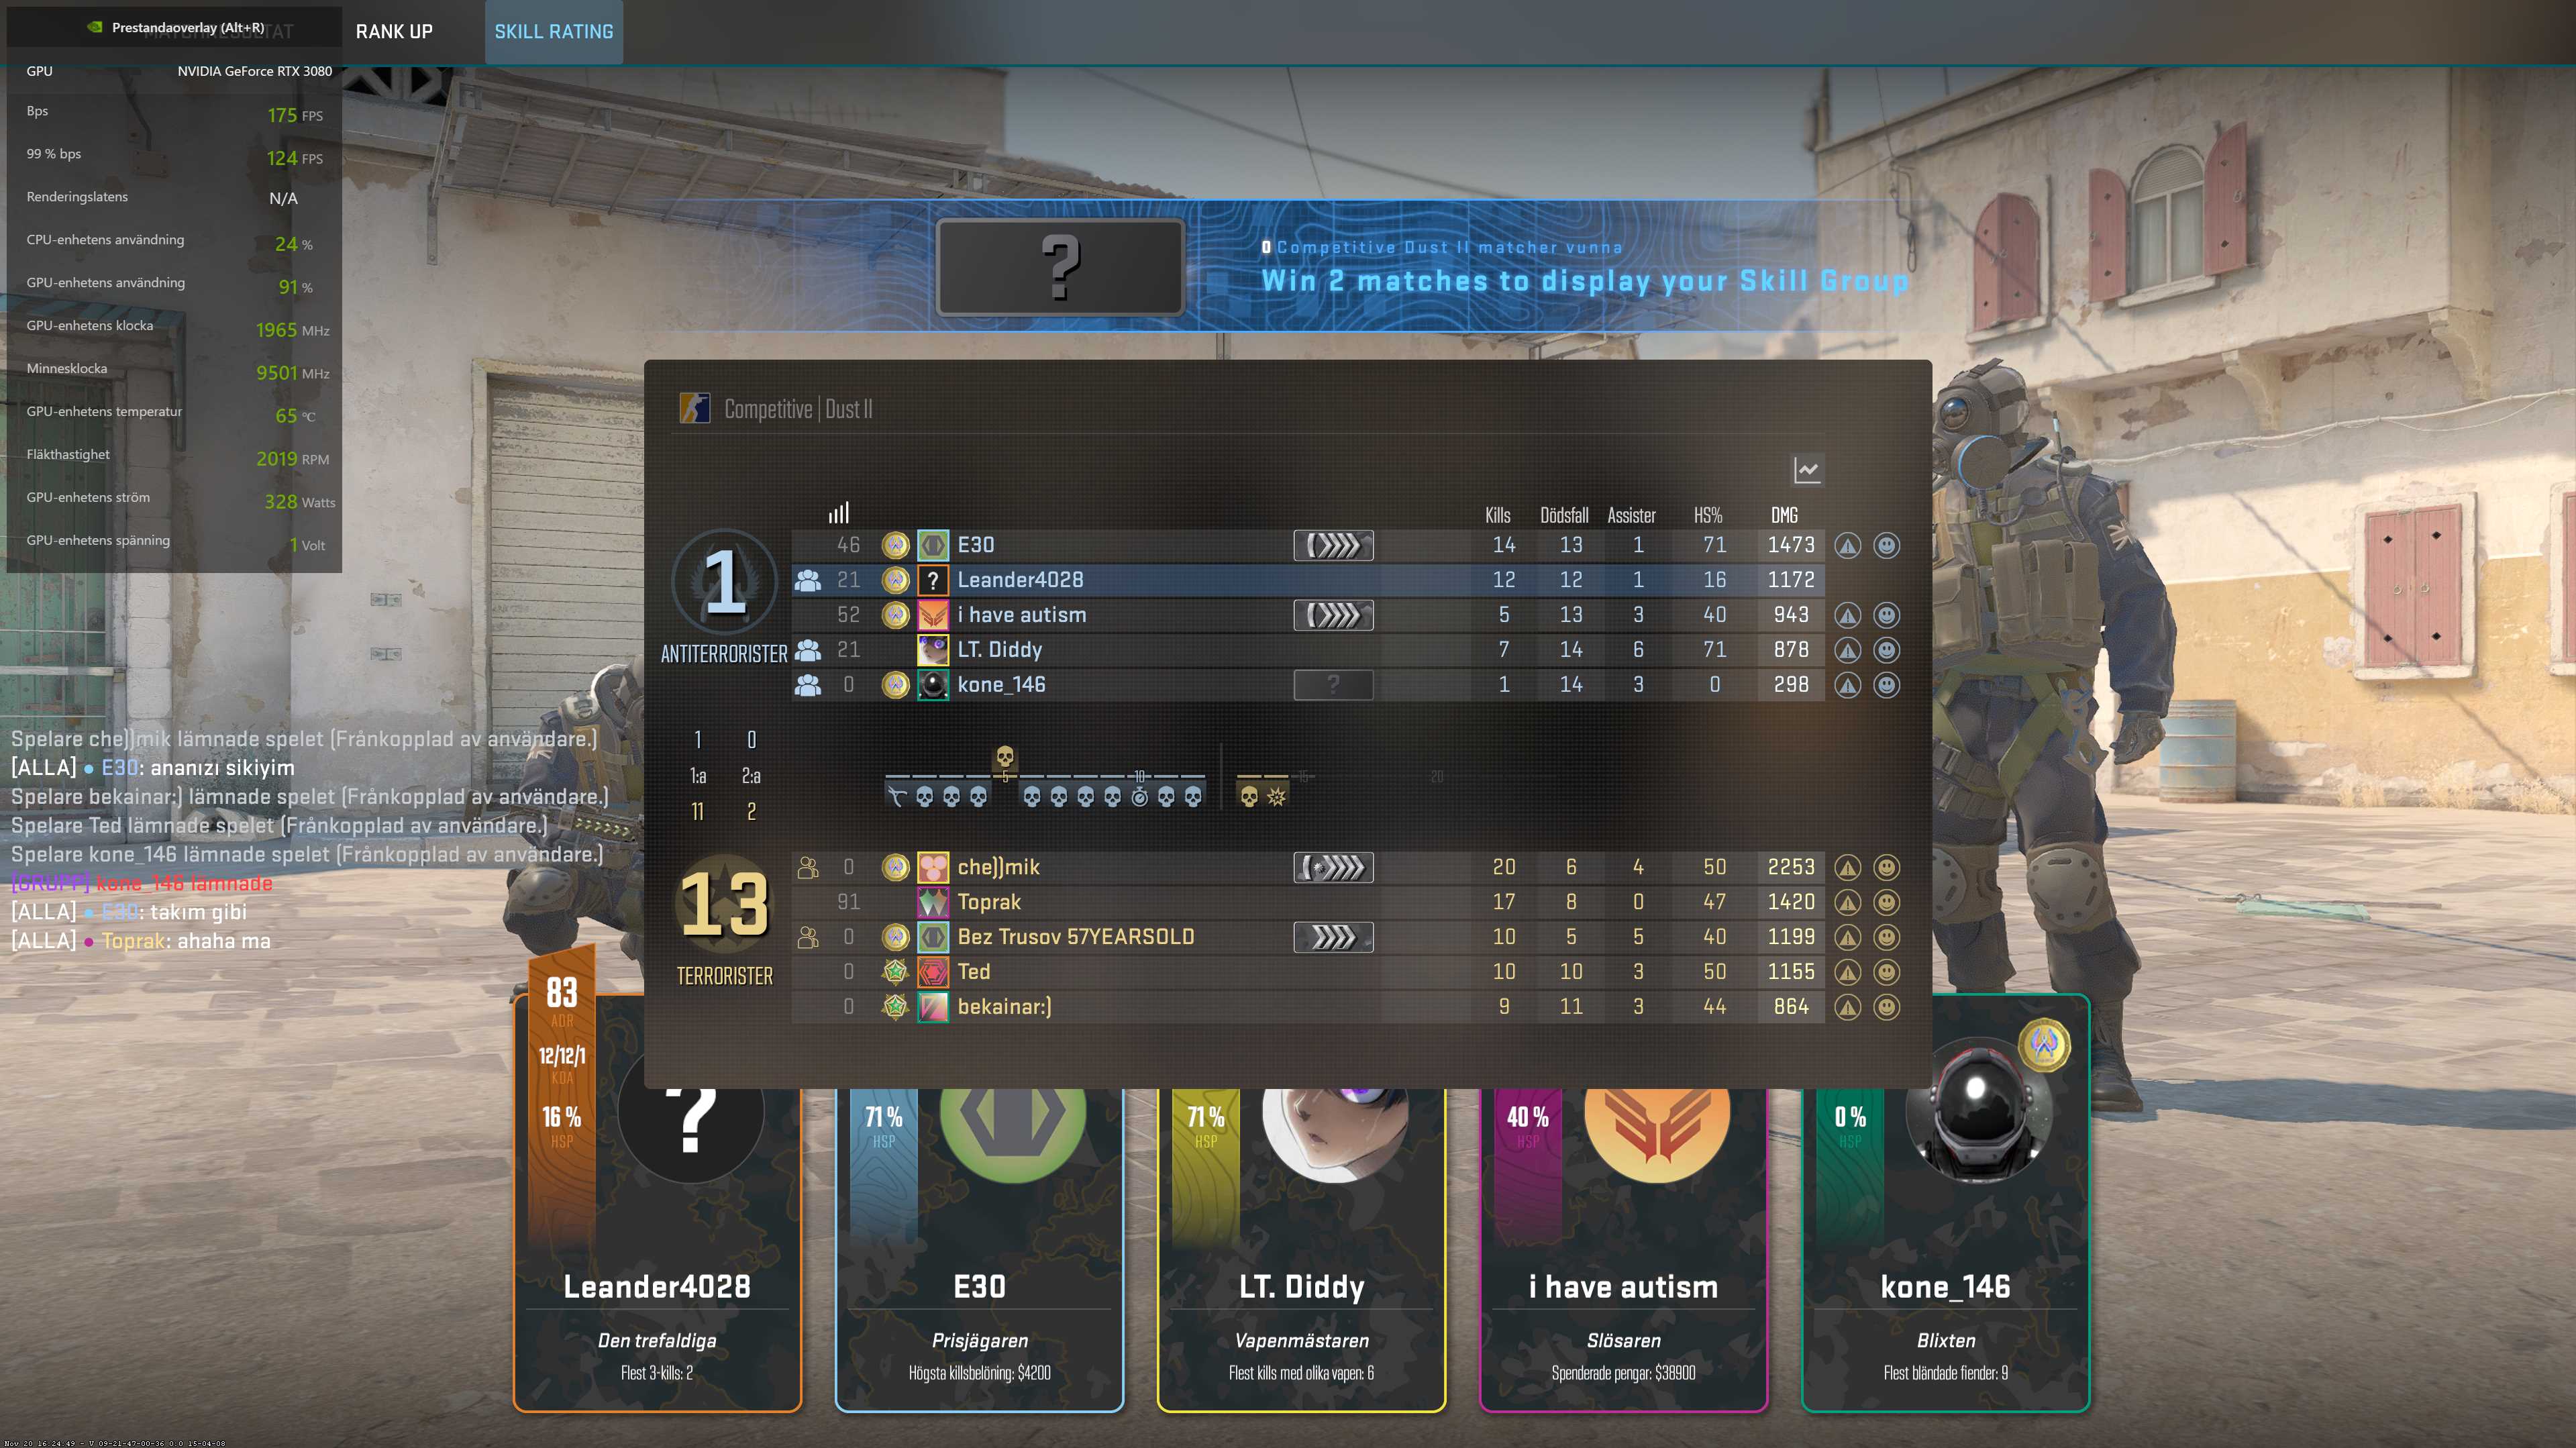 Prestandaoverlay (Alt+R)
RANK UP
SKILL RATING
GPU NVIDIA GeForce RTX 3080
Bps 175 FPS
99 % bps 124 FPS
Renderingslatens N/A
CPU-enhetens användning 24 %
GPU-enhetens användning 91 %
GPU-enhetens klocka 1965 MHz
Minnesklocka 9501 MHz
GPU-enhetens temperatur 65 °C
Fläkthastighet 2019 RPM
GPU-enhetens ström 328 Watts
GPU-enhetens spänning 1 Volt
?
0 Competitive Dust II matcher vunna
Win 2 matches to display your Skill Group
Competitive | Dust II
Kills Dödsfall Assister HS% DMG
1
ANTITERRORISTER
46 E30 14 13 1 71 1473
21 ? Leander4028 12 12 1 16 1172
52 i have autism 5 13 3 40 943
21 LT. Diddy 7 14 6 71 878
0 kone_146 ? 1 14 3 0 298
1 0
1:a 2:a
11 2
5 10 15 20
13
TERRORISTER
0 che))mik 20 6 4 50 2253
91 Toprak 17 8 0 47 1420
0 Bez Trusov 57YEARSOLD 10 5 5 40 1199
0 Ted 10 10 3 50 1155
0 bekainar:) 9 11 3 44 864
Spelare che))mik lämnade spelet (Frånkopplad av användare.)
[ALLA] • E30: ananızı sikiyim
Spelare bekainar:) lämnade spelet (Frånkopplad av användare.)
Spelare Ted lämnade spelet (Frånkopplad av användare.)
Spelare kone_146 lämnade spelet (Frånkopplad av användare.)
[GRUPP] kone_146 lämnade
[ALLA] • E30: takım gibi
[ALLA] • Toprak: ahaha ma
83
ADR
12/12/1
KDA
16 %
HSP
?
Leander4028
Den trefaldiga
Flest 3-kills: 2
71 %
HSP
E30
Prisjägaren
Högsta killsbelöning: $4200
71 %
HSP
LT. Diddy
Vapenmästaren
Flest kills med olika vapen: 6
40 %
HSP
i have autism
Slösaren
Spenderade pengar: $38900
0 %
HSP
kone_146
Blixten
Flest bländade fiender: 9